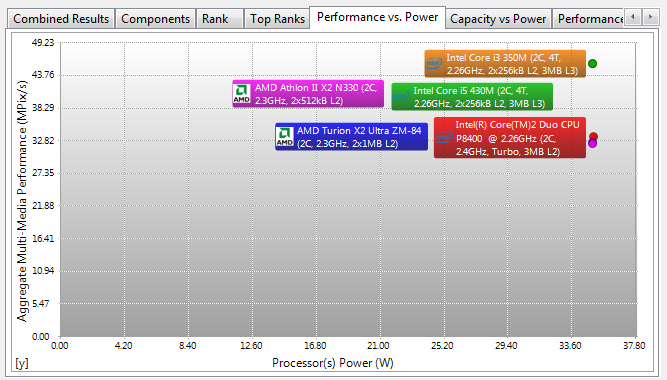 Combined Results Components Rank Top Ranks Performance vs. Power Capacity vs Power Performance
49.23
43.76
38.29
32.82
27.35
21.88
16.41
10.94
5.47
0.00
Aggregate Multi-Media Performance (MPix/s)
Intel Core i3 350M (2C, 4T,
2.26GHz, 2x256kB L2, 3MB L3)
AMD Athlon II X2 N330 (2C,
2.3GHz, 2x512kB L2)
AMD
Intel Core i5 430M (2C, 4T,
2.26GHz, 2x256kB L2, 3MB L3)
AMD Turion X2 Ultra ZM-84
(2C, 2.3GHz, 2x1MB L2)
AMD
Intel(R) Core(TM)2 Duo CPU
P8400 @ 2.26GHz (2C,
2.4GHz, Turbo, 3MB L2)
0.00 4.20 8.40 12.60 16.80 21.00 25.20 29.40 33.60 37.80
[y]
Processor(s) Power (W)